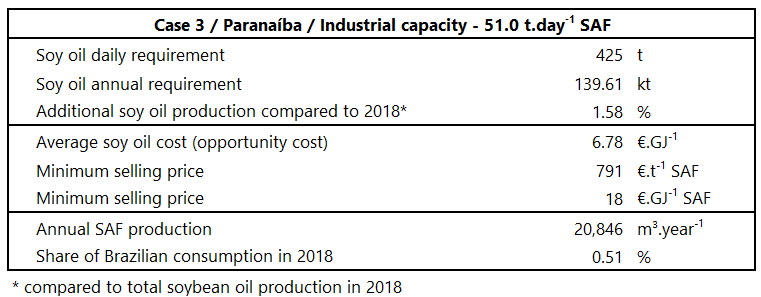 Case 3 / Paranaíba / Industrial capacity - 51.0 t.day⁻¹ SAF
Soy oil daily requirement 425 t
Soy oil annual requirement 139.61 kt
Additional soy oil production compared to 2018* 1.58 %
Average soy oil cost (opportunity cost) 6.78 €.GJ⁻¹
Minimum selling price 791 €.t⁻¹ SAF
Minimum selling price 18 €.GJ⁻¹ SAF
Annual SAF production 20,846 m³.year⁻¹
Share of Brazilian consumption in 2018 0.51 %
* compared to total soybean oil production in 2018